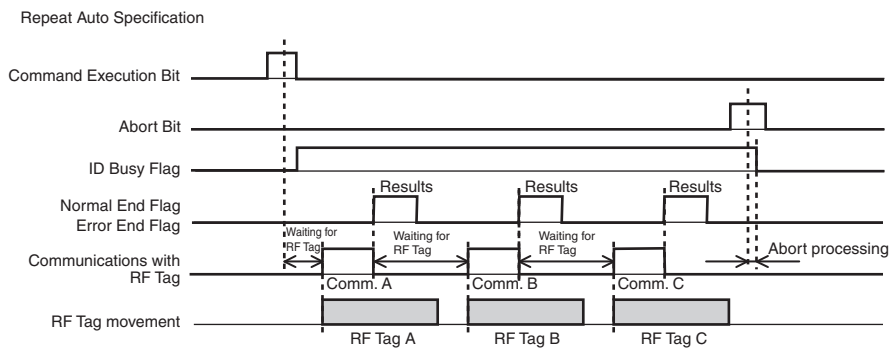 Repeat Auto Specification
Command Execution Bit
Abort Bit
ID Busy Flag
Normal End Flag
Error End Flag
Results
Results
Results
Waiting for
RF Tag
Waiting for
RF Tag
Waiting for
RF Tag
Abort processing
Communications with
RF Tag
Comm. A
Comm. B
Comm. C
RF Tag movement
RF Tag A
RF Tag B
RF Tag C